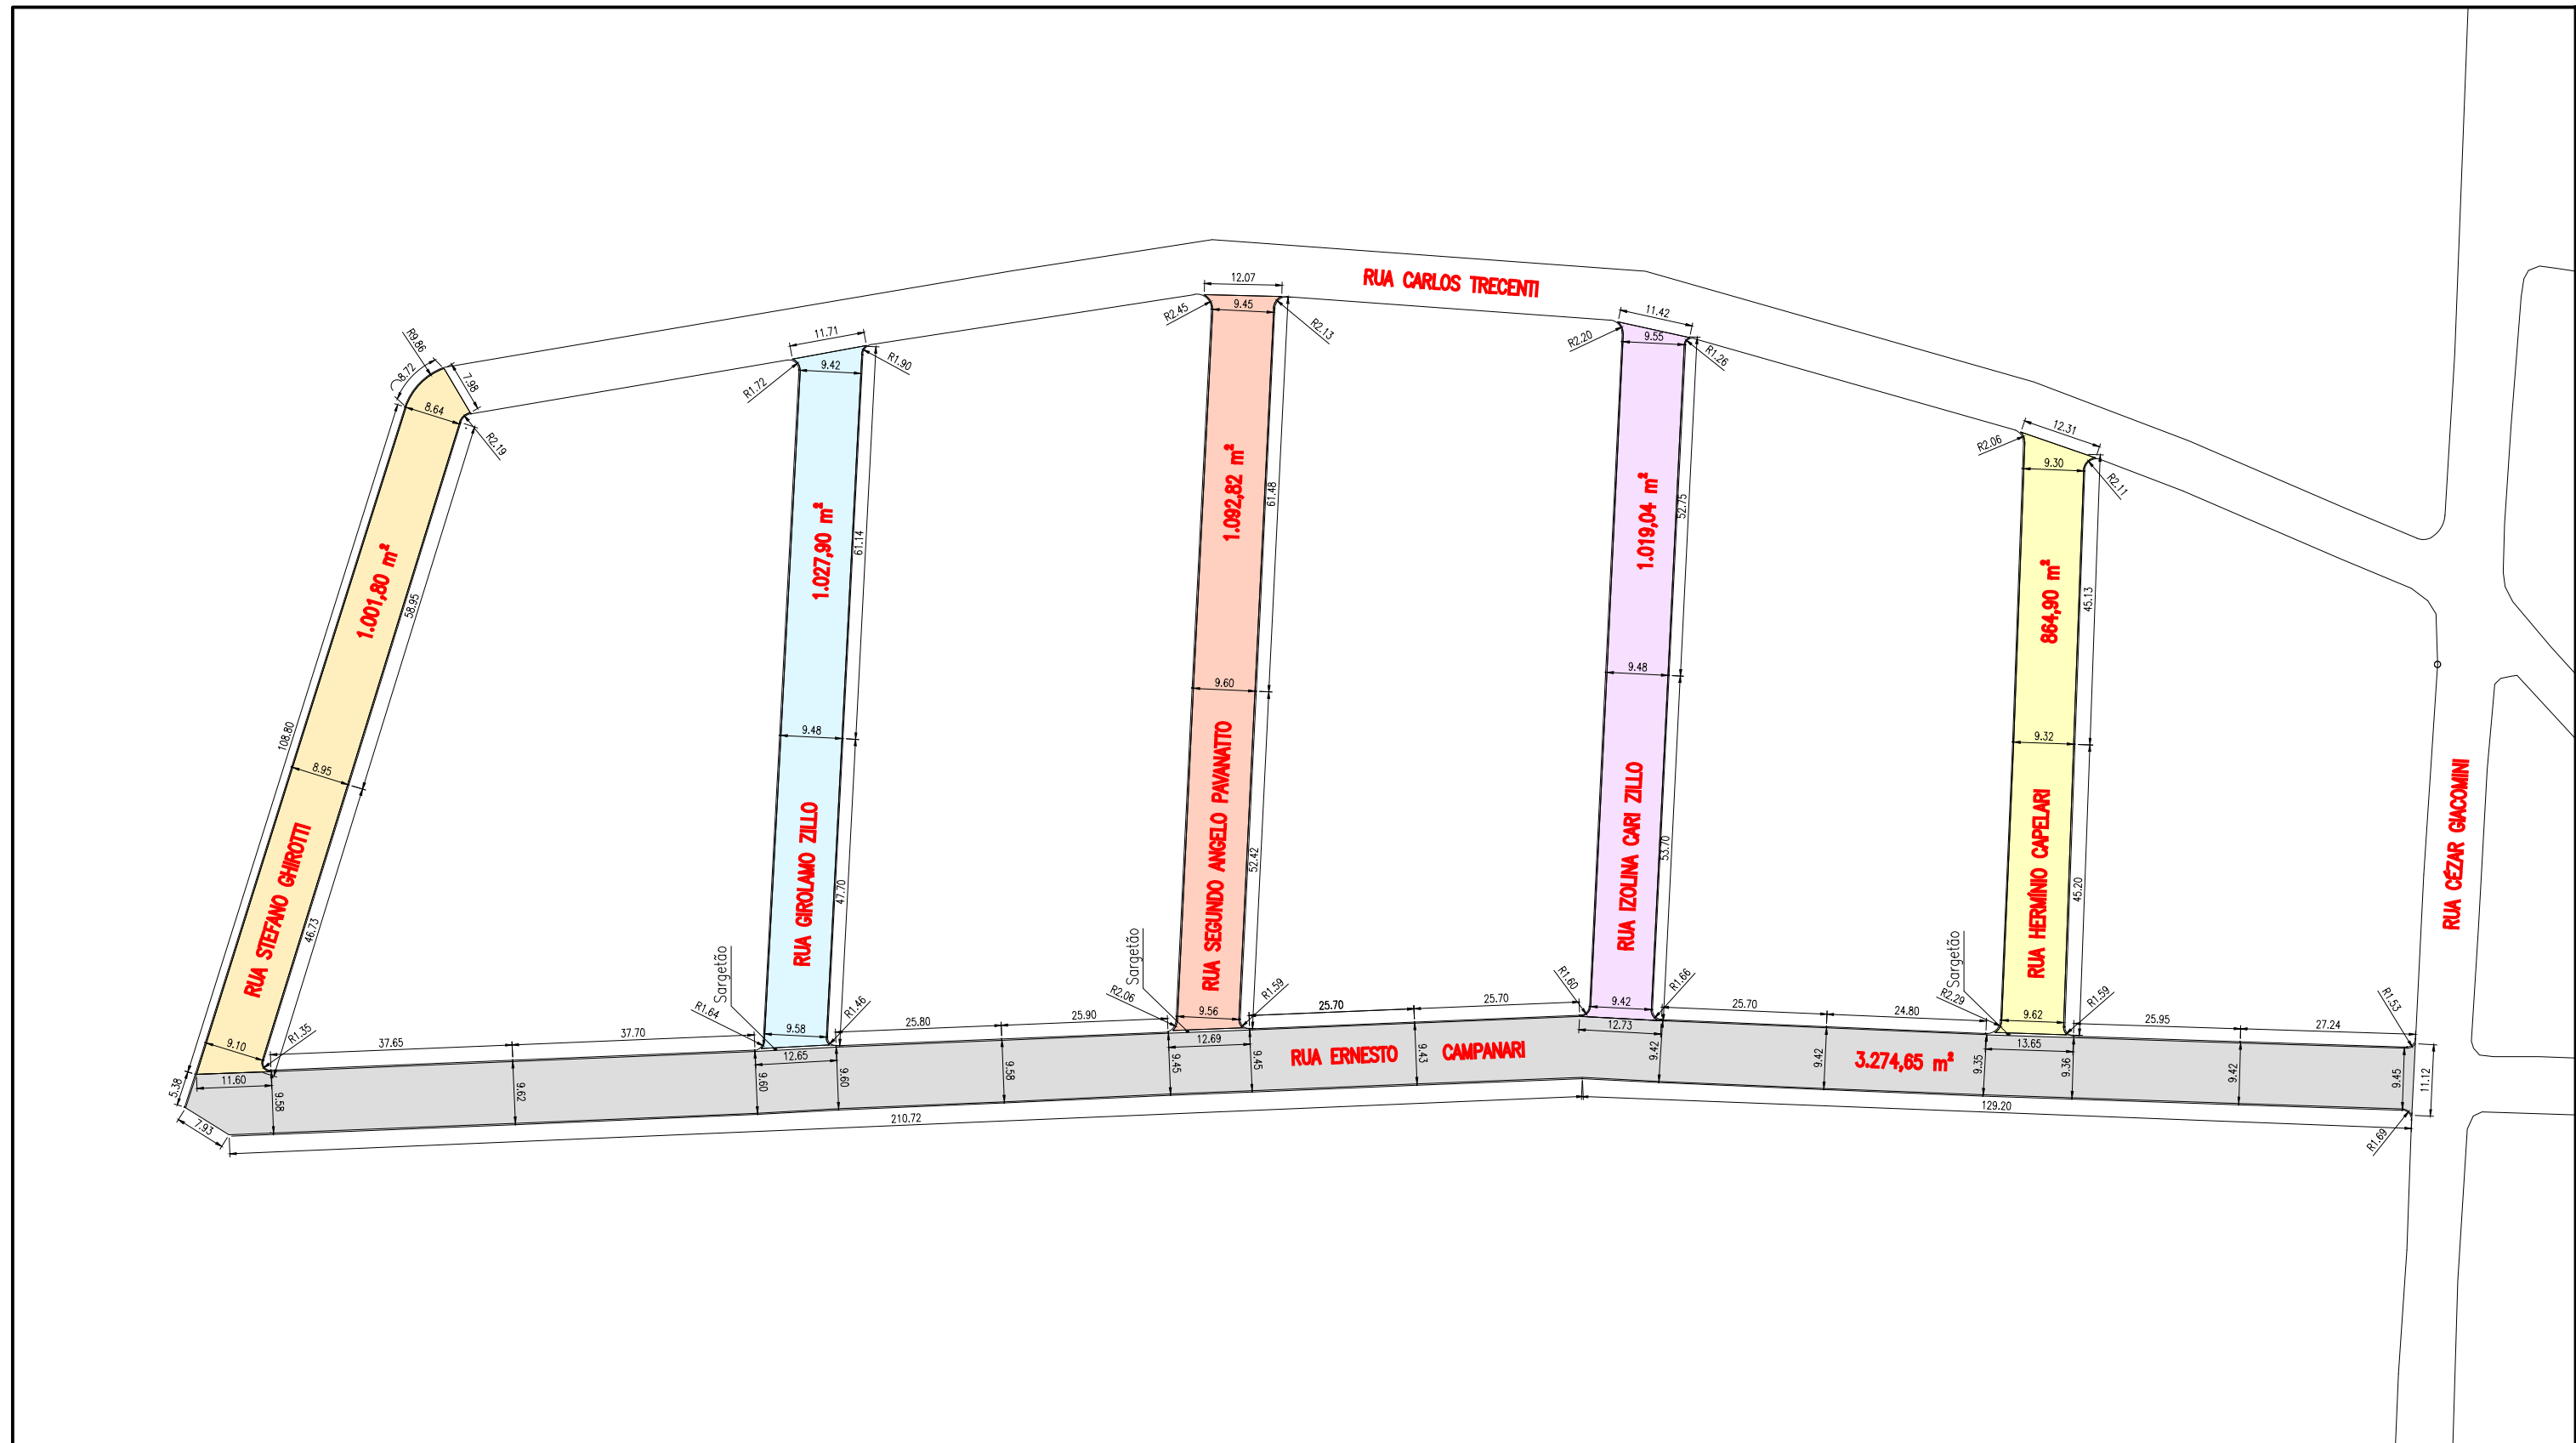 RUA CARLOS TRECENTI
12.07
9.45
R2.45
R2.13
11.42
9.55
R2.20
R1.26
11.71
9.42
R1.72
R1.90
R9.86
8.72
7.98
8.64
R2.19
12.31
9.30
R2.06
R2.11
1.001,80 m²
1.027,90 m²
1.092,82 m²
1.019,04 m²
864,90 m²
108.80
58.95
61.14
61.48
52.75
45.13
8.95
9.48
9.60
9.48
9.32
RUA STEFANO GHIROTTI
RUA GIROLAMO ZILLO
RUA SEGUNDO ANGELO PAVANATTO
RUA IZOLINA CARI ZILLO
RUA HERMÍNIO CAPELARI
RUA CÉZAR GIACOMINI
46.73
47.70
52.42
53.70
45.20
Sargetão
Sargetão
Sargetão
9.10
R1.35
37.65
37.70
R1.64
9.58
R1.46
25.80
25.90
R2.06
9.56
R1.59
25.70
25.70
R1.60
9.42
R1.66
25.70
24.80
R2.29
9.62
R1.59
25.95
27.24
R1.53
5.38
11.60
9.58
9.62
9.60
12.65
9.60
9.58
9.45
12.69
9.45
RUA ERNESTO CAMPANARI
9.43
12.73
9.42
9.42
3.274,65 m²
9.35
13.65
9.36
9.42
9.45
11.12
7.93
210.72
129.20
R1.69